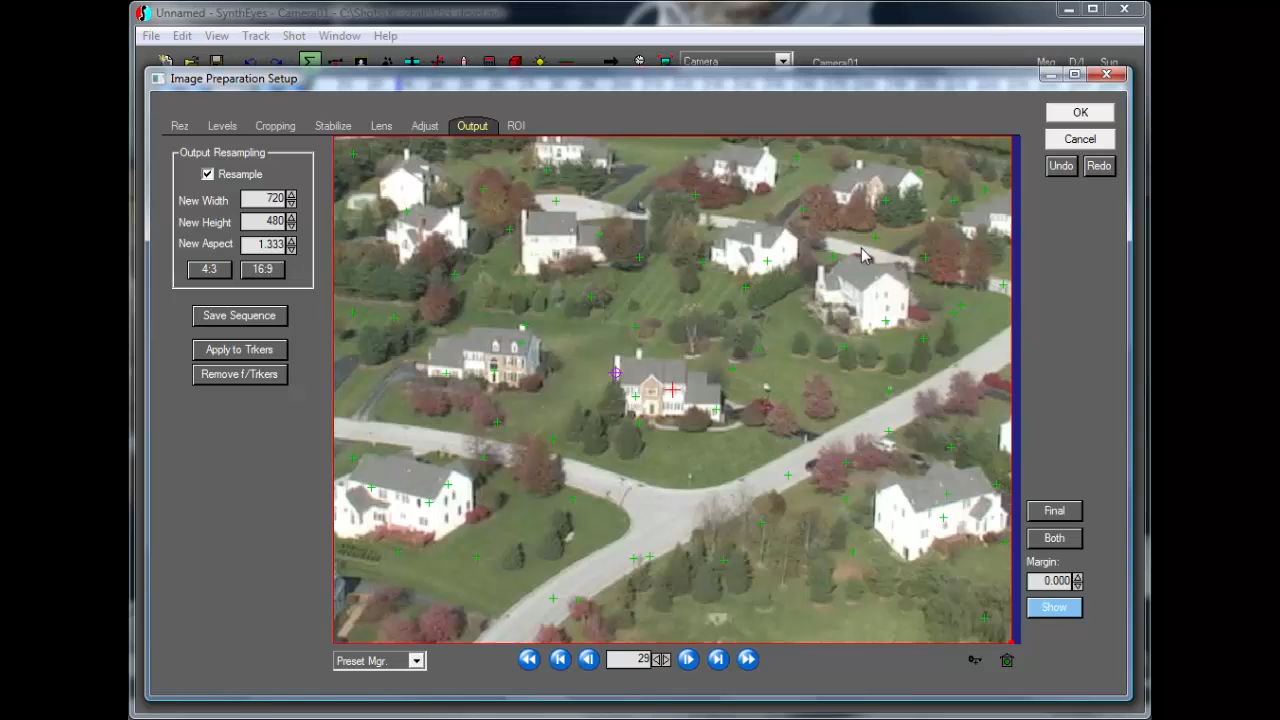 Unnamed - SynthEyes - Camera01 - C:\Shots
File Edit View Track Shot Window Help
Camera
Camera01
Image Preparation Setup
Rez Levels Cropping Stabilize Lens Adjust Output ROI
OK
Cancel
Undo Redo
Output Resampling
Resample
New Width 720
New Height 480
New Aspect 1.333
4:3 16:9
Save Sequence
Apply to Trkers
Remove f/Trkers
Final
Both
Margin:
0.000
Show
Preset Mgr.
29